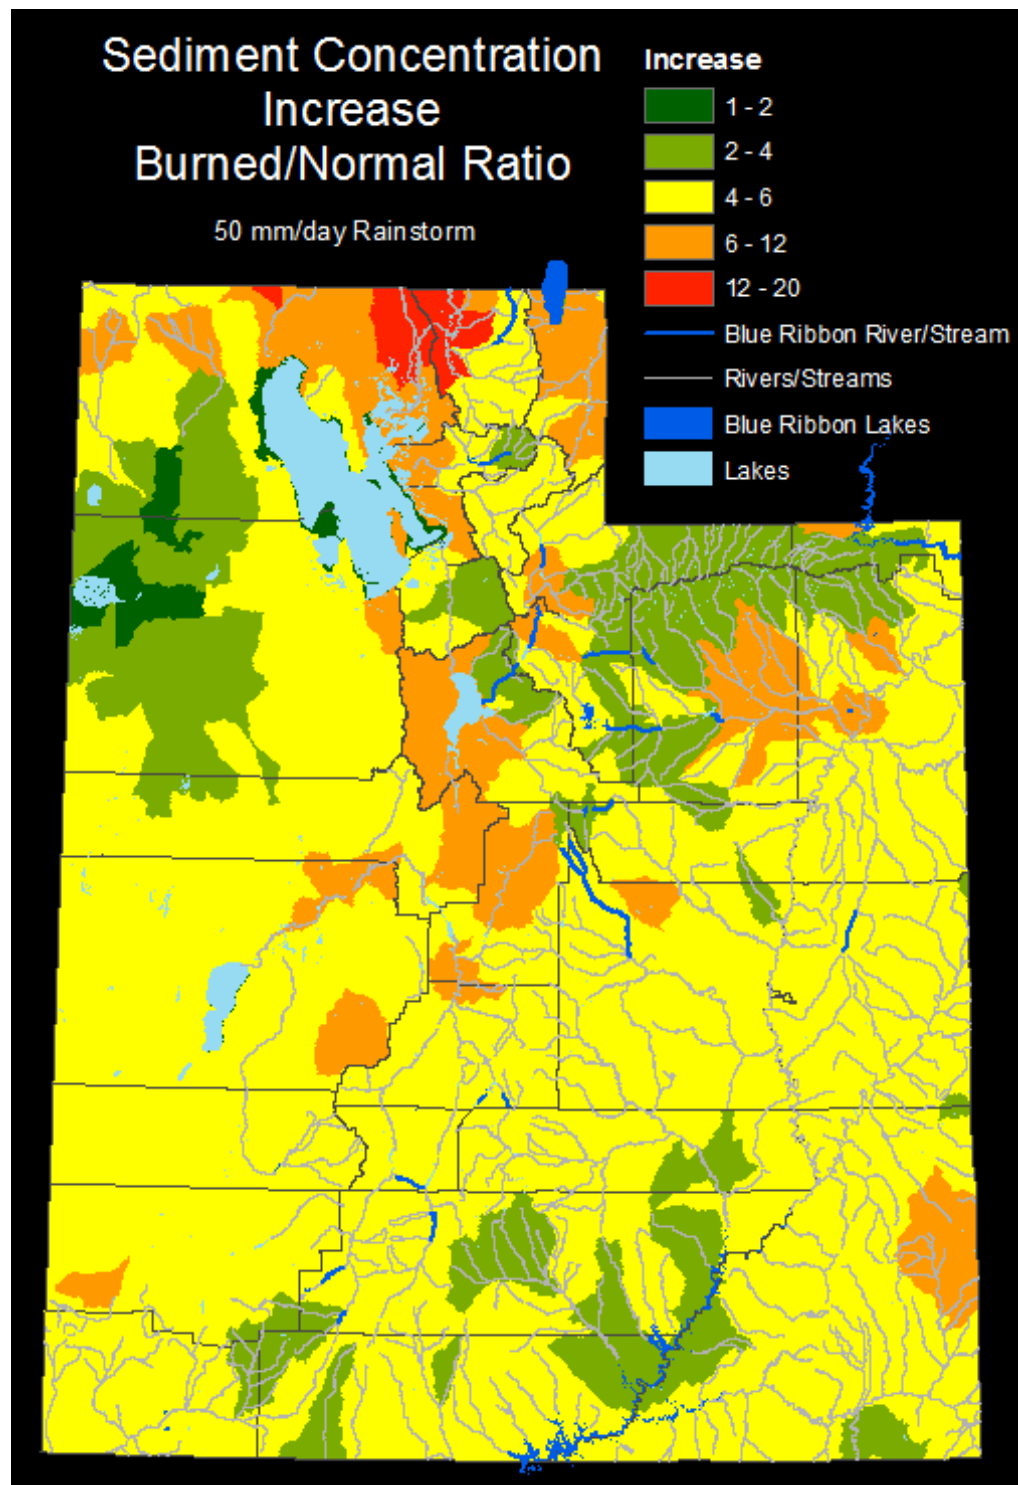 Sediment Concentration
Increase
Burned/Normal Ratio
50 mm/day Rainstorm
Increase
1 - 2
2 - 4
4 - 6
6 - 12
12 - 20
Blue Ribbon River/Stream
Rivers/Streams
Blue Ribbon Lakes
Lakes